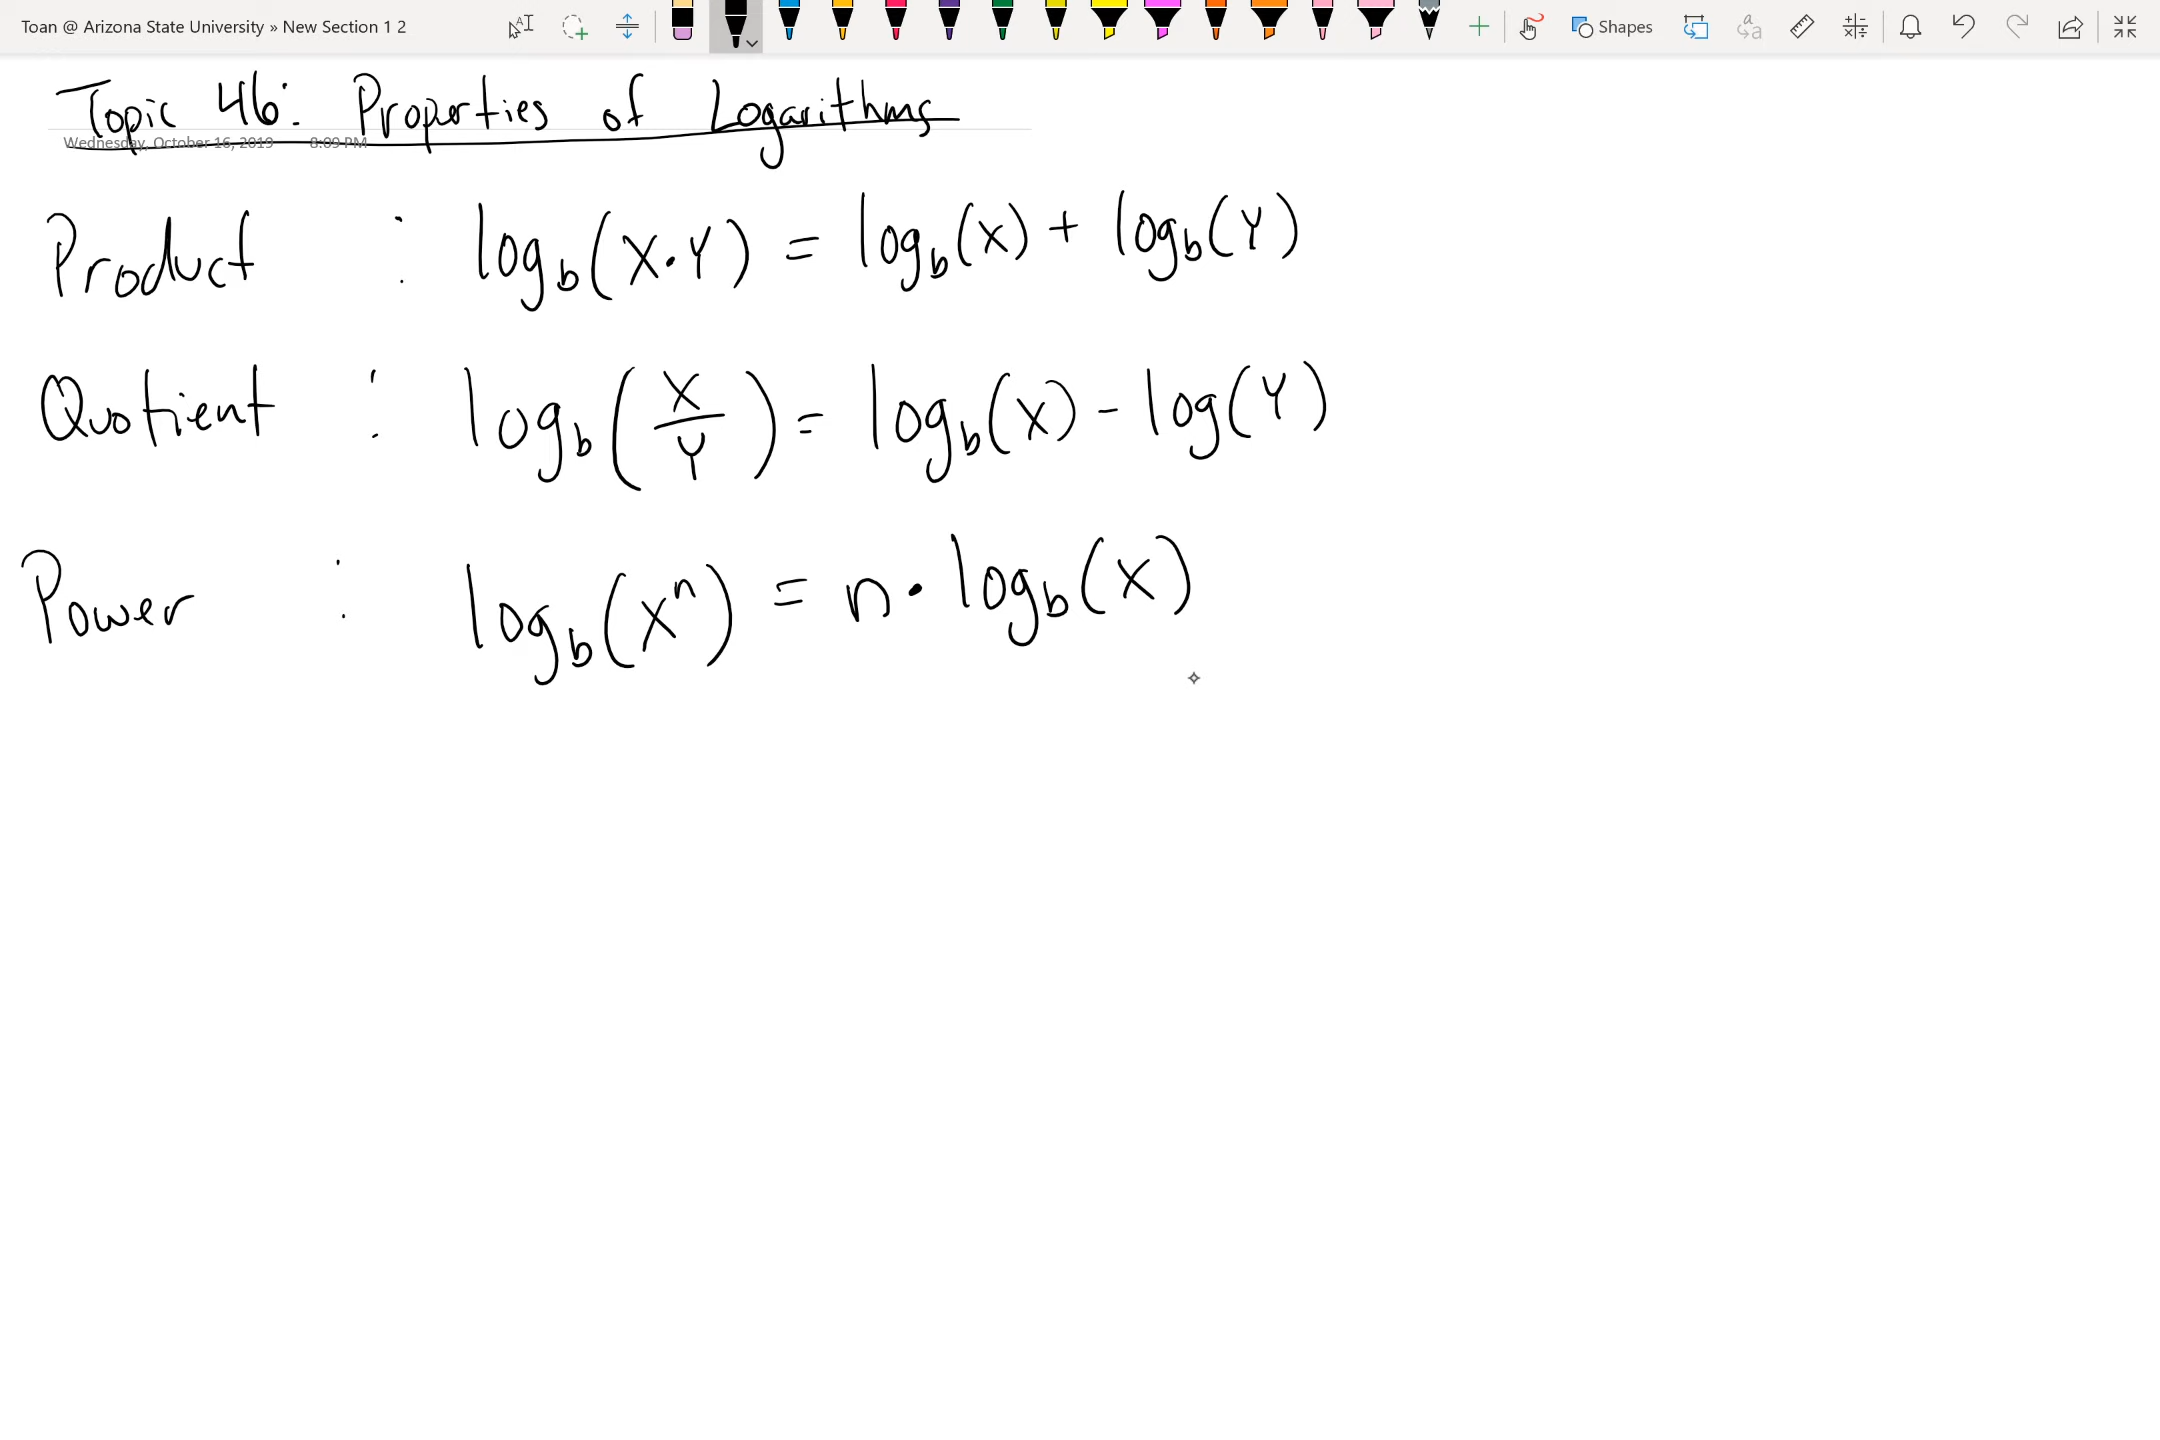 Toan @ Arizona State University » New Section 1 2
Shapes
Topic 46: Properties of Logarithms
Wednesday, October 16, 2019 8:09 PM
Product : log_b(X·Y) = log_b(X) + log_b(Y)
Quotient : log_b(X/Y) = log_b(X) - log(Y)
Power : log_b(X^n) = n · log_b(X)